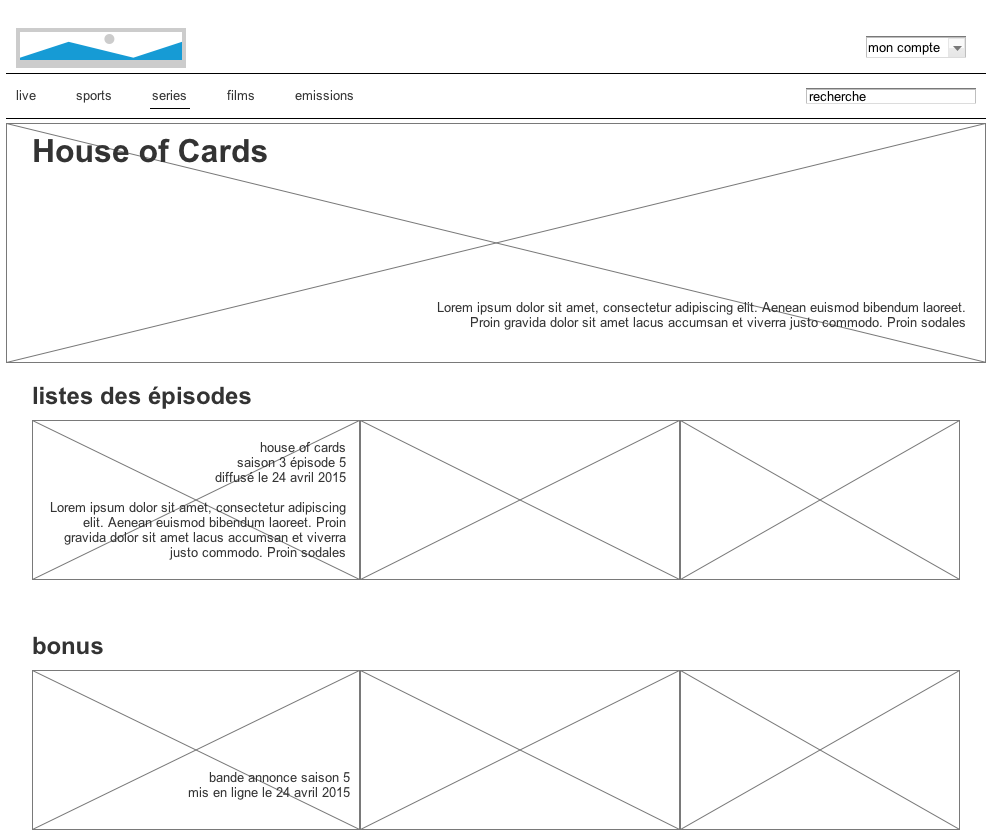 mon compte
live
sports
series
films
emissions
recherche
House of Cards
Lorem ipsum dolor sit amet, consectetur adipiscing elit. Aenean euismod bibendum laoreet.
Proin gravida dolor sit amet lacus accumsan et viverra justo commodo. Proin sodales
listes des épisodes
house of cards
saison 3 épisode 5
diffusé le 24 avril 2015
Lorem ipsum dolor sit amet, consectetur adipiscing
elit. Aenean euismod bibendum laoreet. Proin
gravida dolor sit amet lacus accumsan et viverra
justo commodo. Proin sodales
bonus
bande annonce saison 5
mis en ligne le 24 avril 2015